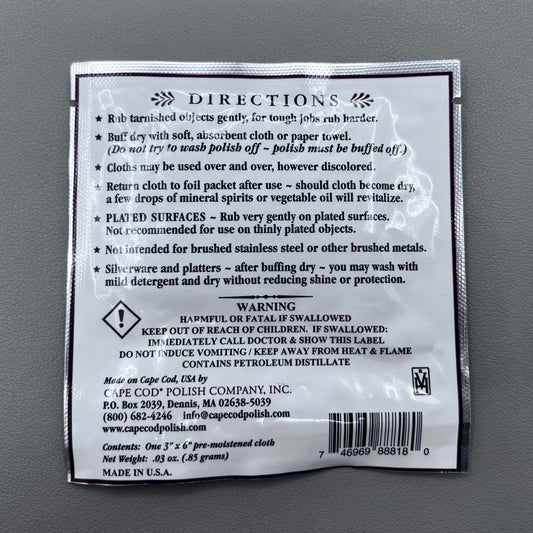 DIRECTIONS
★ Rub tarnished objects gently, for tough jobs rub harder.
★ Buff dry with soft, absorbent cloth or paper towel.
(Do not try to wash polish off ~ polish must be buffed off.)
★ Cloths may be used over and over, however discolored.
★ Return cloth to foil packet after use ~ should cloth become dry,
a few drops of mineral spirits or vegetable oil will revitalize.
★ PLATED SURFACES ~ Rub very gently on plated surfaces.
Not recommended for use on thinly plated objects.
★ Not intended for brushed stainless steel or other brushed metals.
★ Silverware and platters ~ after buffing dry ~ you may wash with
mild detergent and dry without reducing shine or protection.
WARNING
HARMFUL OR FATAL IF SWALLOWED
KEEP OUT OF REACH OF CHILDREN. IF SWALLOWED:
IMMEDIATELY CALL DOCTOR & SHOW THIS LABEL
DO NOT INDUCE VOMITING / KEEP AWAY FROM HEAT & FLAME
CONTAINS PETROLEUM DISTILLATE
Made on Cape Cod, USA by
CAPE COD® POLISH COMPANY, INC.
P.O. Box 2039, Dennis, MA 02638-5039
(800) 682-4246 info@capecodpolish.com
www.capecodpolish.com
Contents: One 3" x 6" pre-moistened cloth
Net Weight: .03 oz. (.85 grams)
MADE IN U.S.A.
7 46969 88818 0